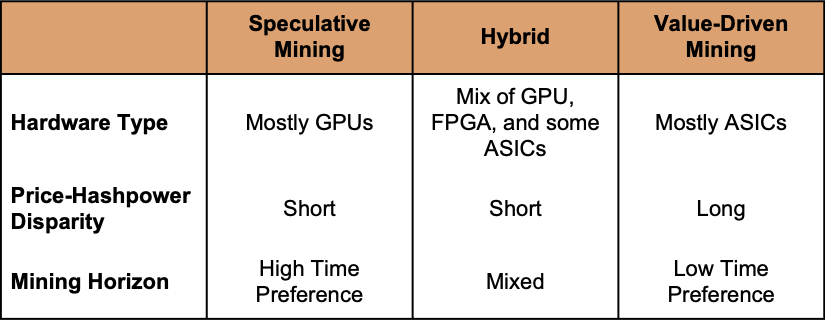 Speculative Mining
Hybrid
Value-Driven Mining
Hardware Type
Mostly GPUs
Mix of GPU,
FPGA, and some
ASICs
Mostly ASICs
Price-Hashpower
Disparity
Short
Short
Long
Mining Horizon
High Time
Preference
Mixed
Low Time
Preference